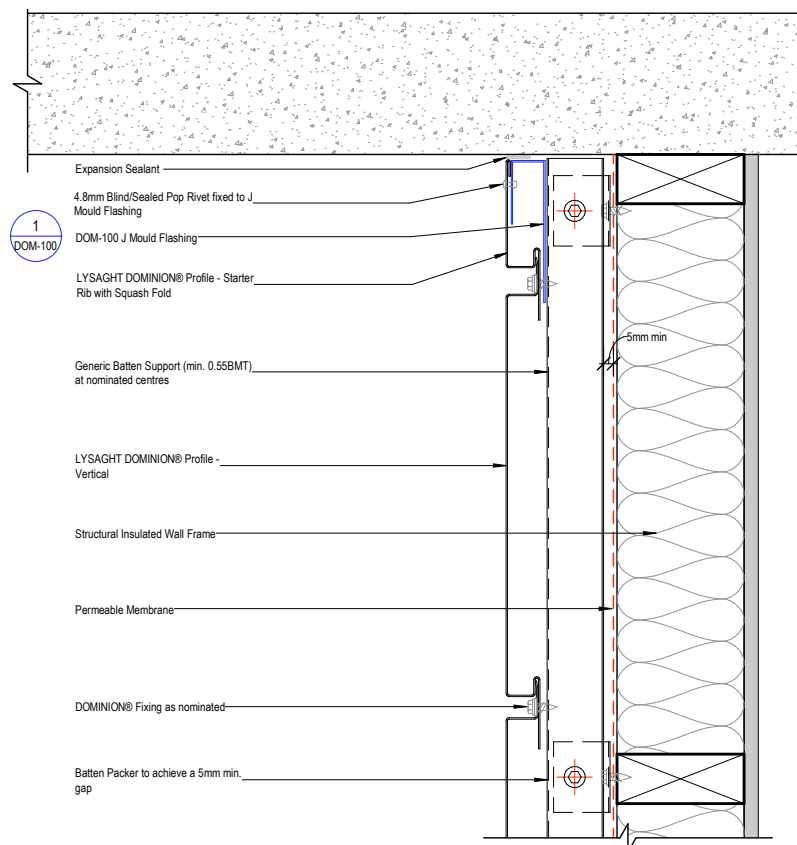 Expansion Sealant
4.8mm Blind/Sealed Pop Rivet fixed to J
Mould Flashing
1
DOM-100
DOM-100 J Mould Flashing
LYSAGHT DOMINION® Profile - Starter
Rib with Squash Fold
5mm min
Generic Batten Support (min. 0.55BMT)
at nominated centres
LYSAGHT DOMINION® Profile -
Vertical
Structural Insulated Wall Frame
Permeable Membrane
DOMINION® Fixing as nominated
Batten Packer to achieve a 5mm min.
gap